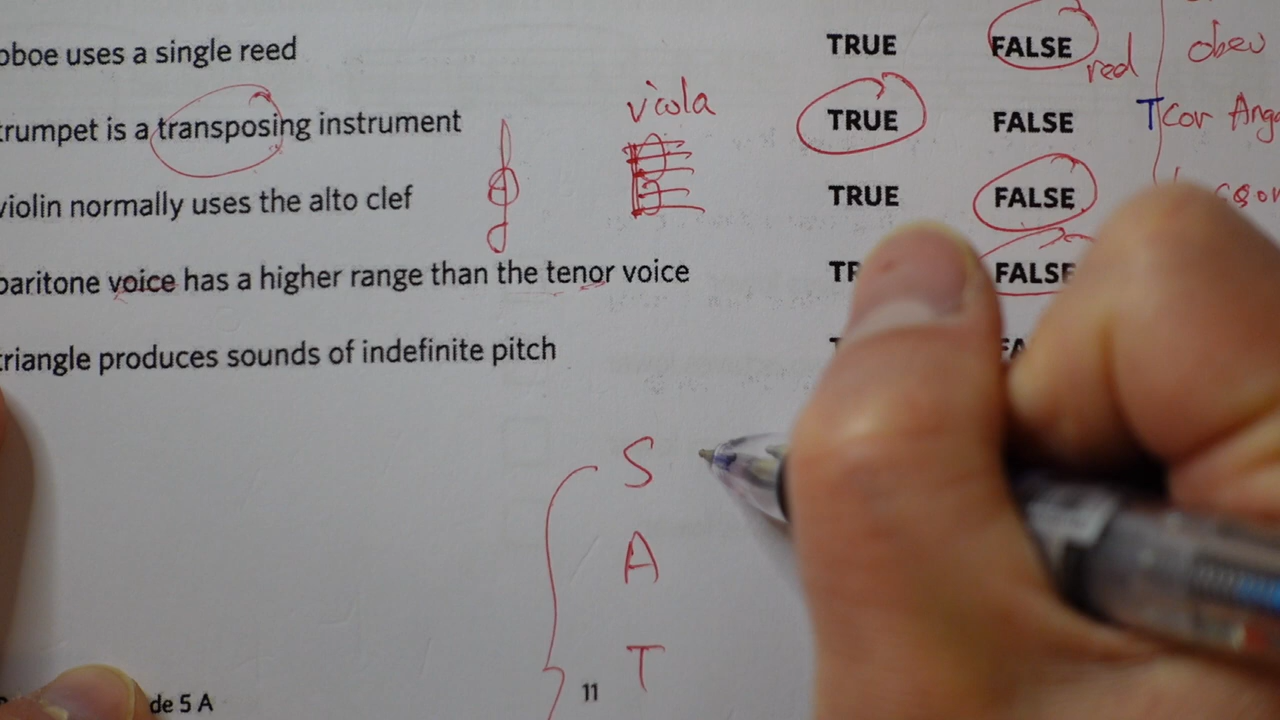 oboe uses a single reed TRUE FALSE red obeu
viola
trumpet is a transposing instrument TRUE FALSE T Cor Ang
violin normally uses the alto clef TRUE FALSE
baritone voice has a higher range than the tenor voice FALSE
triangle produces sounds of indefinite pitch
S
A
T
11
de 5 A